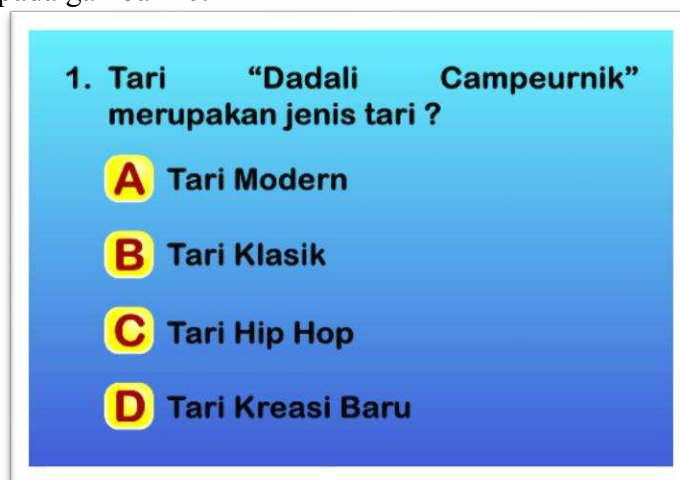 1. Tari “Dadali Campeurnik”
merupakan jenis tari ?
A Tari Modern
B Tari Klasik
C Tari Hip Hop
D Tari Kreasi Baru